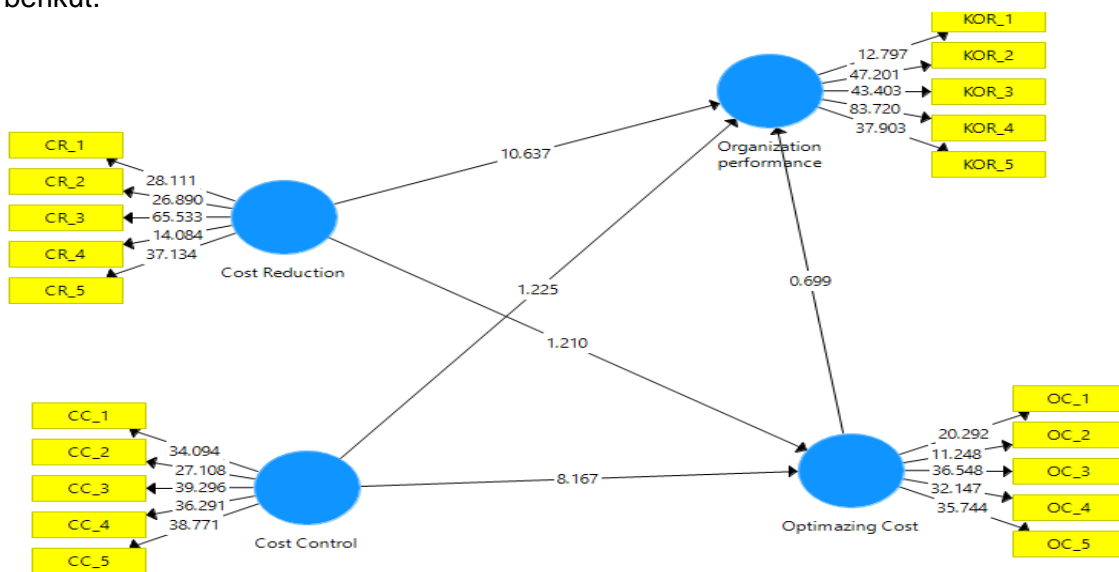 berikut:
KOR_1
KOR_2
KOR_3
KOR_4
KOR_5
12.797
47.201
43.403
83.720
37.903
Organization
performance
10.637
CR_1
CR_2
CR_3
CR_4
CR_5
28.111
26.890
65.533
14.084
37.134
Cost Reduction
1.225
0.699
1.210
CC_1
CC_2
CC_3
CC_4
CC_5
34.094
27.108
39.296
36.291
38.771
Cost Control
8.167
OC_1
OC_2
OC_3
OC_4
OC_5
20.292
11.248
36.548
32.147
35.744
Optimazing Cost